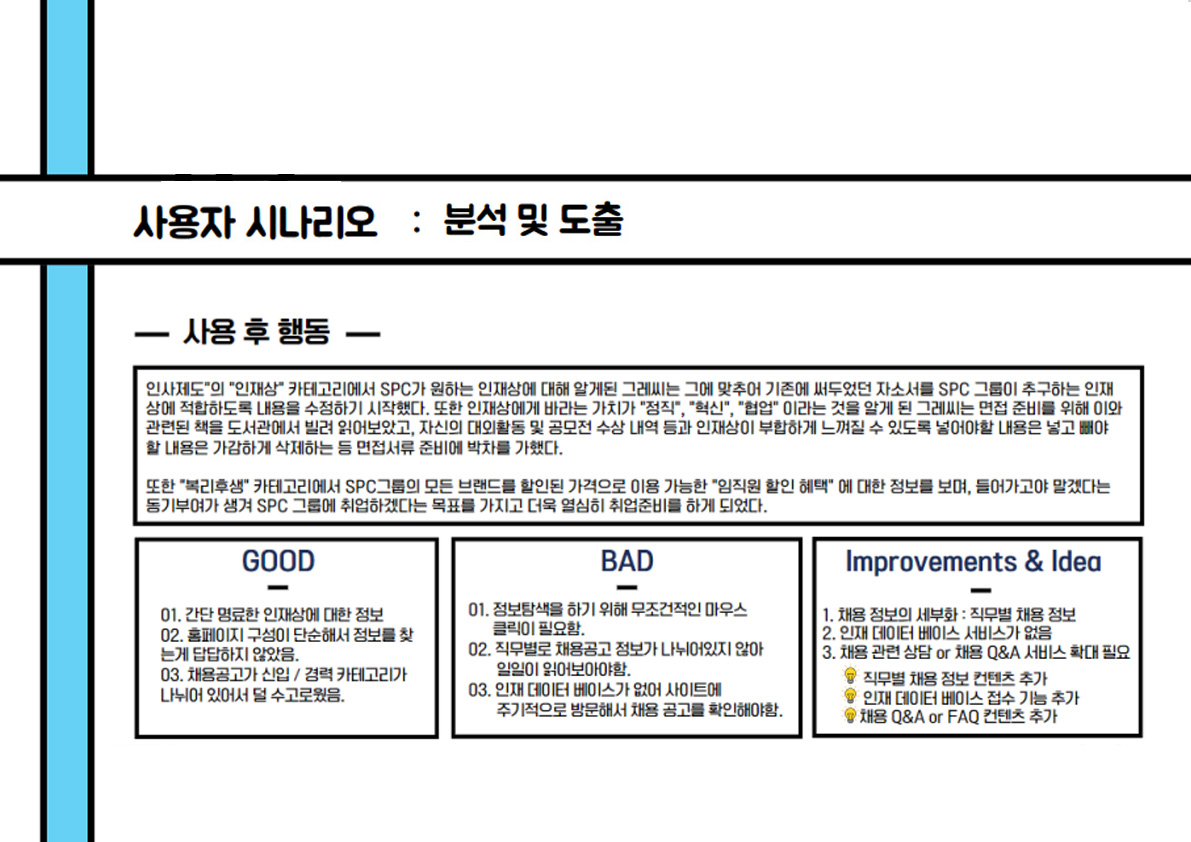 사용자 시나리오 : 분석 및 도출
사용 후 행동
인사제도"의 "인재상" 카테고리에서 SPC가 원하는 인재상에 대해 알게된 그레씨는 그에 맞추어 기존에 써두었던 자소서를 SPC 그룹이 추구하는 인재
상에 적합하도록 내용을 수정하기 시작했다. 또한 인재상에게 바라는 가치가 "정직", "혁신", "협업" 이라는 것을 알게 된 그레씨는 면접 준비를 위해 이와
관련된 책을 도서관에서 빌려 읽어보았고, 자신의 대외활동 및 공모전 수상 내역 등과 인재상이 부합하게 느껴질 수 있도록 넣어야할 내용은 넣고 빼야
할 내용은 가감하게 삭제하는 등 면접서류 준비에 박차를 가했다.
또한 "복리후생" 카테고리에서 SPC그룹의 모든 브랜드를 할인된 가격으로 이용 가능한 "임직원 할인 혜택" 에 대한 정보를 보며, 들어가고야 말겠다는
동기부여가 생겨 SPC 그룹에 취업하겠다는 목표를 가지고 더욱 열심히 취업준비를 하게 되었다.
GOOD
01. 간단 명료한 인재상에 대한 정보
02. 홈페이지 구성이 단순해서 정보를 찾
는게 답답하지 않았음.
03. 채용공고가 신입 / 경력 카테고리가
나뉘어 있어서 덜 수고로웠음.
BAD
01. 정보탐색을 하기 위해 무조건적인 마우스
클릭이 필요함.
02. 직무별로 채용공고 정보가 나뉘어있지 않아
일일이 읽어보아야함.
03. 인재 데이터 베이스가 없어 사이트에
주기적으로 방문해서 채용 공고를 확인해야함.
Improvements & Idea
1. 채용 정보의 세부화 : 직무별 채용 정보
2. 인재 데이터 베이스 서비스가 없음
3. 채용 관련 상담 or 채용 Q&A 서비스 확대 필요
직무별 채용 정보 컨텐츠 추가
인재 데이터 베이스 접수 기능 추가
채용 Q&A or FAQ 컨텐츠 추가